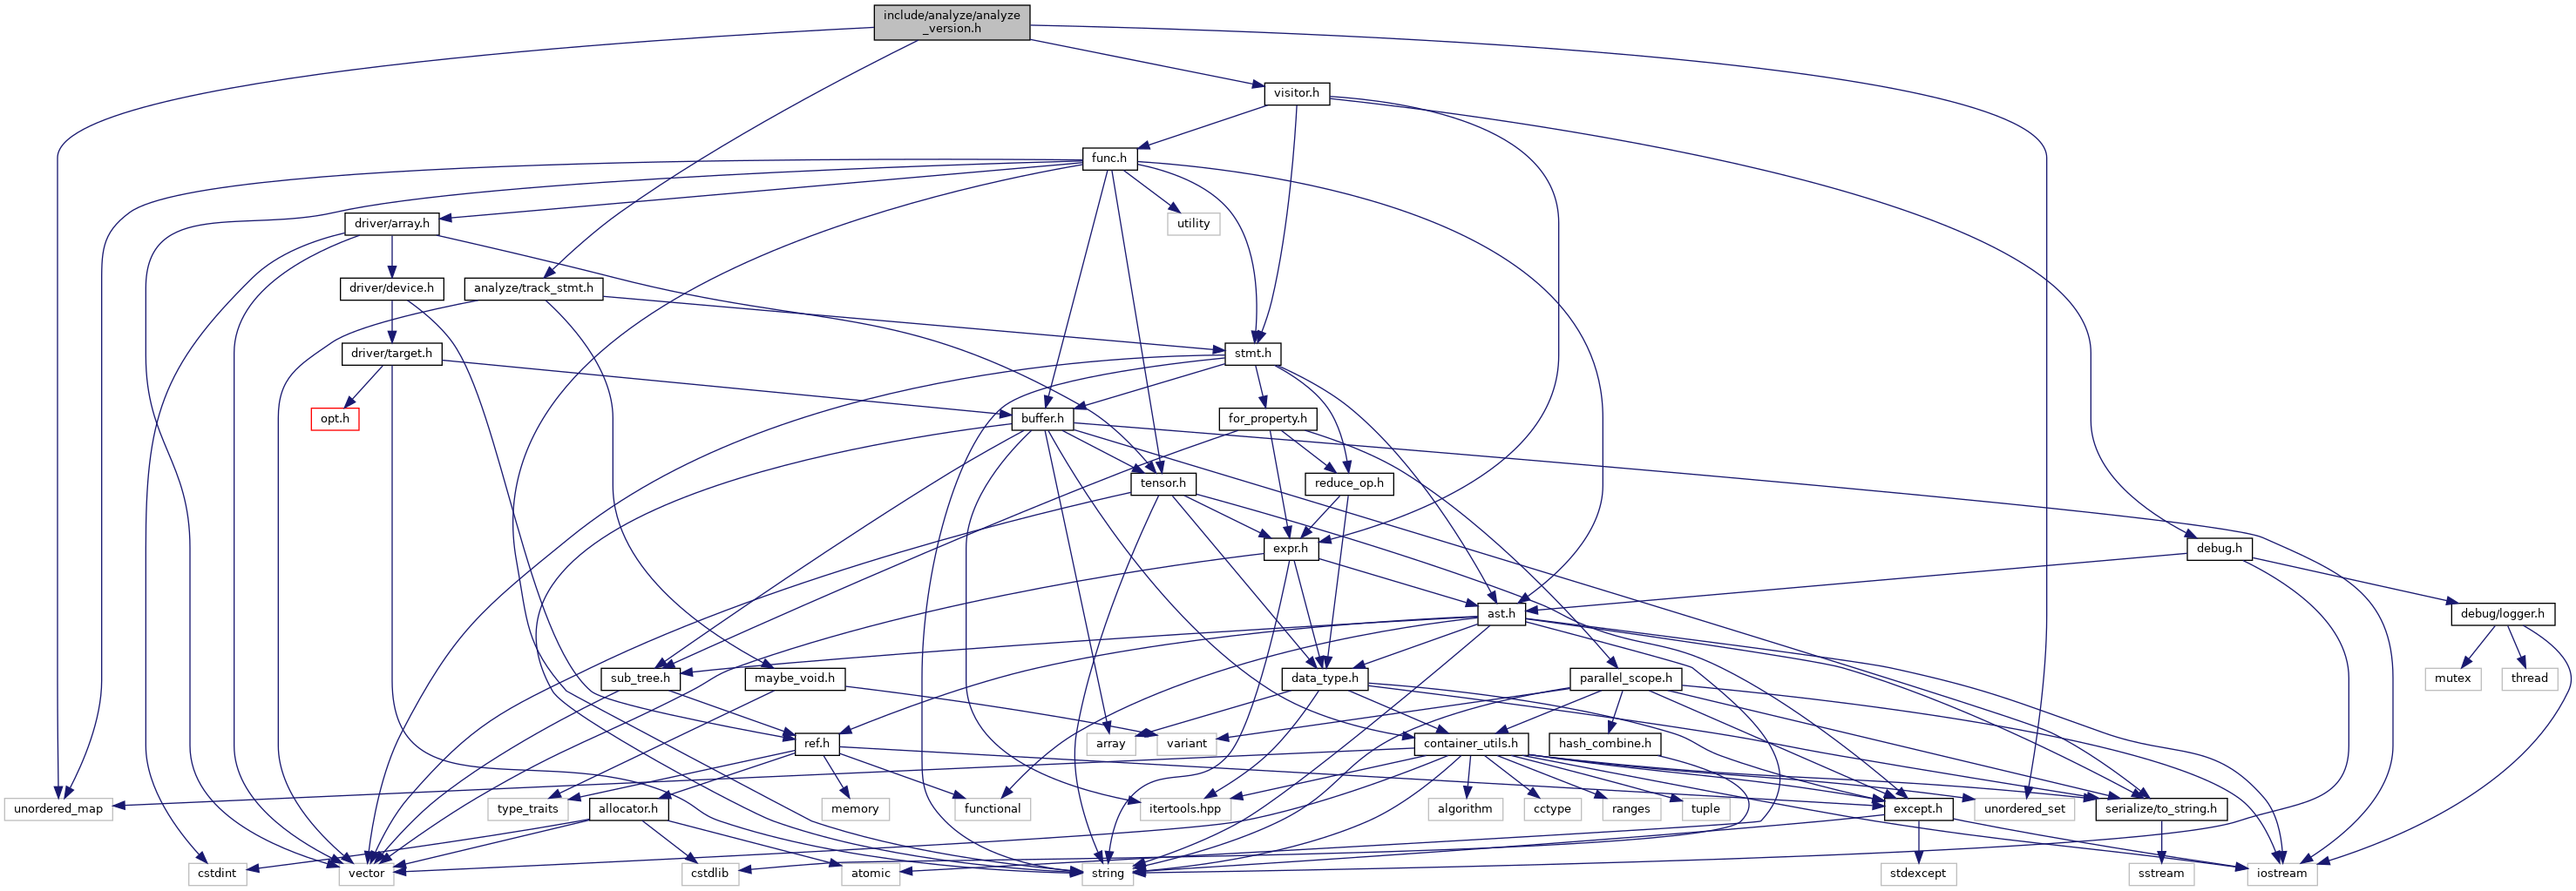 include/analyze/analyze
_version.h
visitor.h
func.h
driver/array.h
utility
driver/device.h
analyze/track_stmt.h
driver/target.h
stmt.h
opt.h
buffer.h
for_property.h
tensor.h
reduce_op.h
expr.h
debug.h
ast.h
debug/logger.h
sub_tree.h
maybe_void.h
data_type.h
parallel_scope.h
mutex
thread
ref.h
array
variant
container_utils.h
hash_combine.h
unordered_map
type_traits
allocator.h
memory
functional
itertools.hpp
algorithm
cctype
ranges
tuple
except.h
unordered_set
serialize/to_string.h
cstdint
vector
cstdlib
atomic
string
stdexcept
sstream
iostream